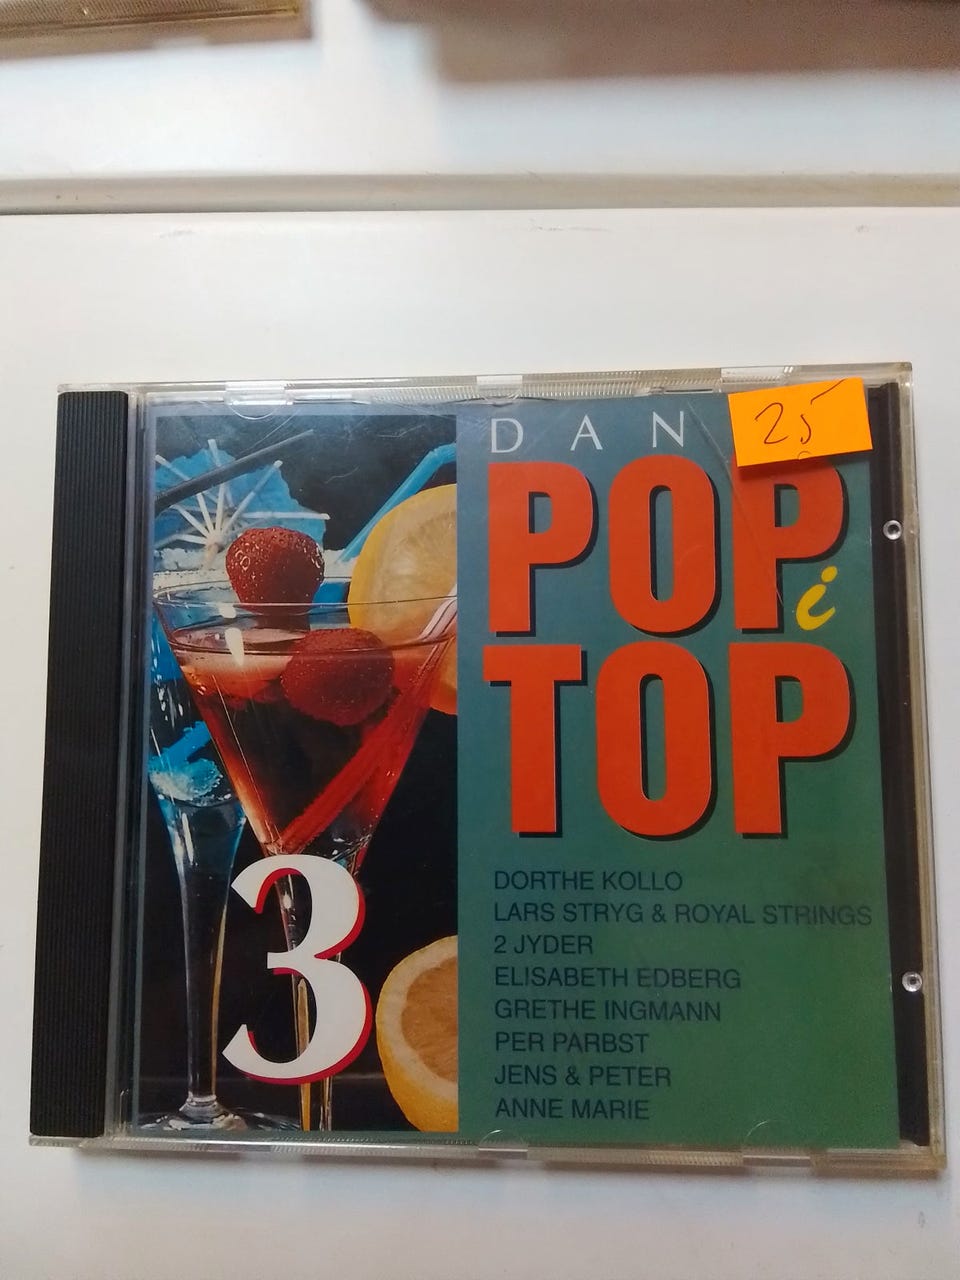 DAN
25
POP
i
TOP
3
DORTHE KOLLO
LARS STRYG & ROYAL STRINGS
2 JYDER
ELISABETH EDBERG
GRETHE INGMANN
PER PARBST
JENS & PETER
ANNE MARIE